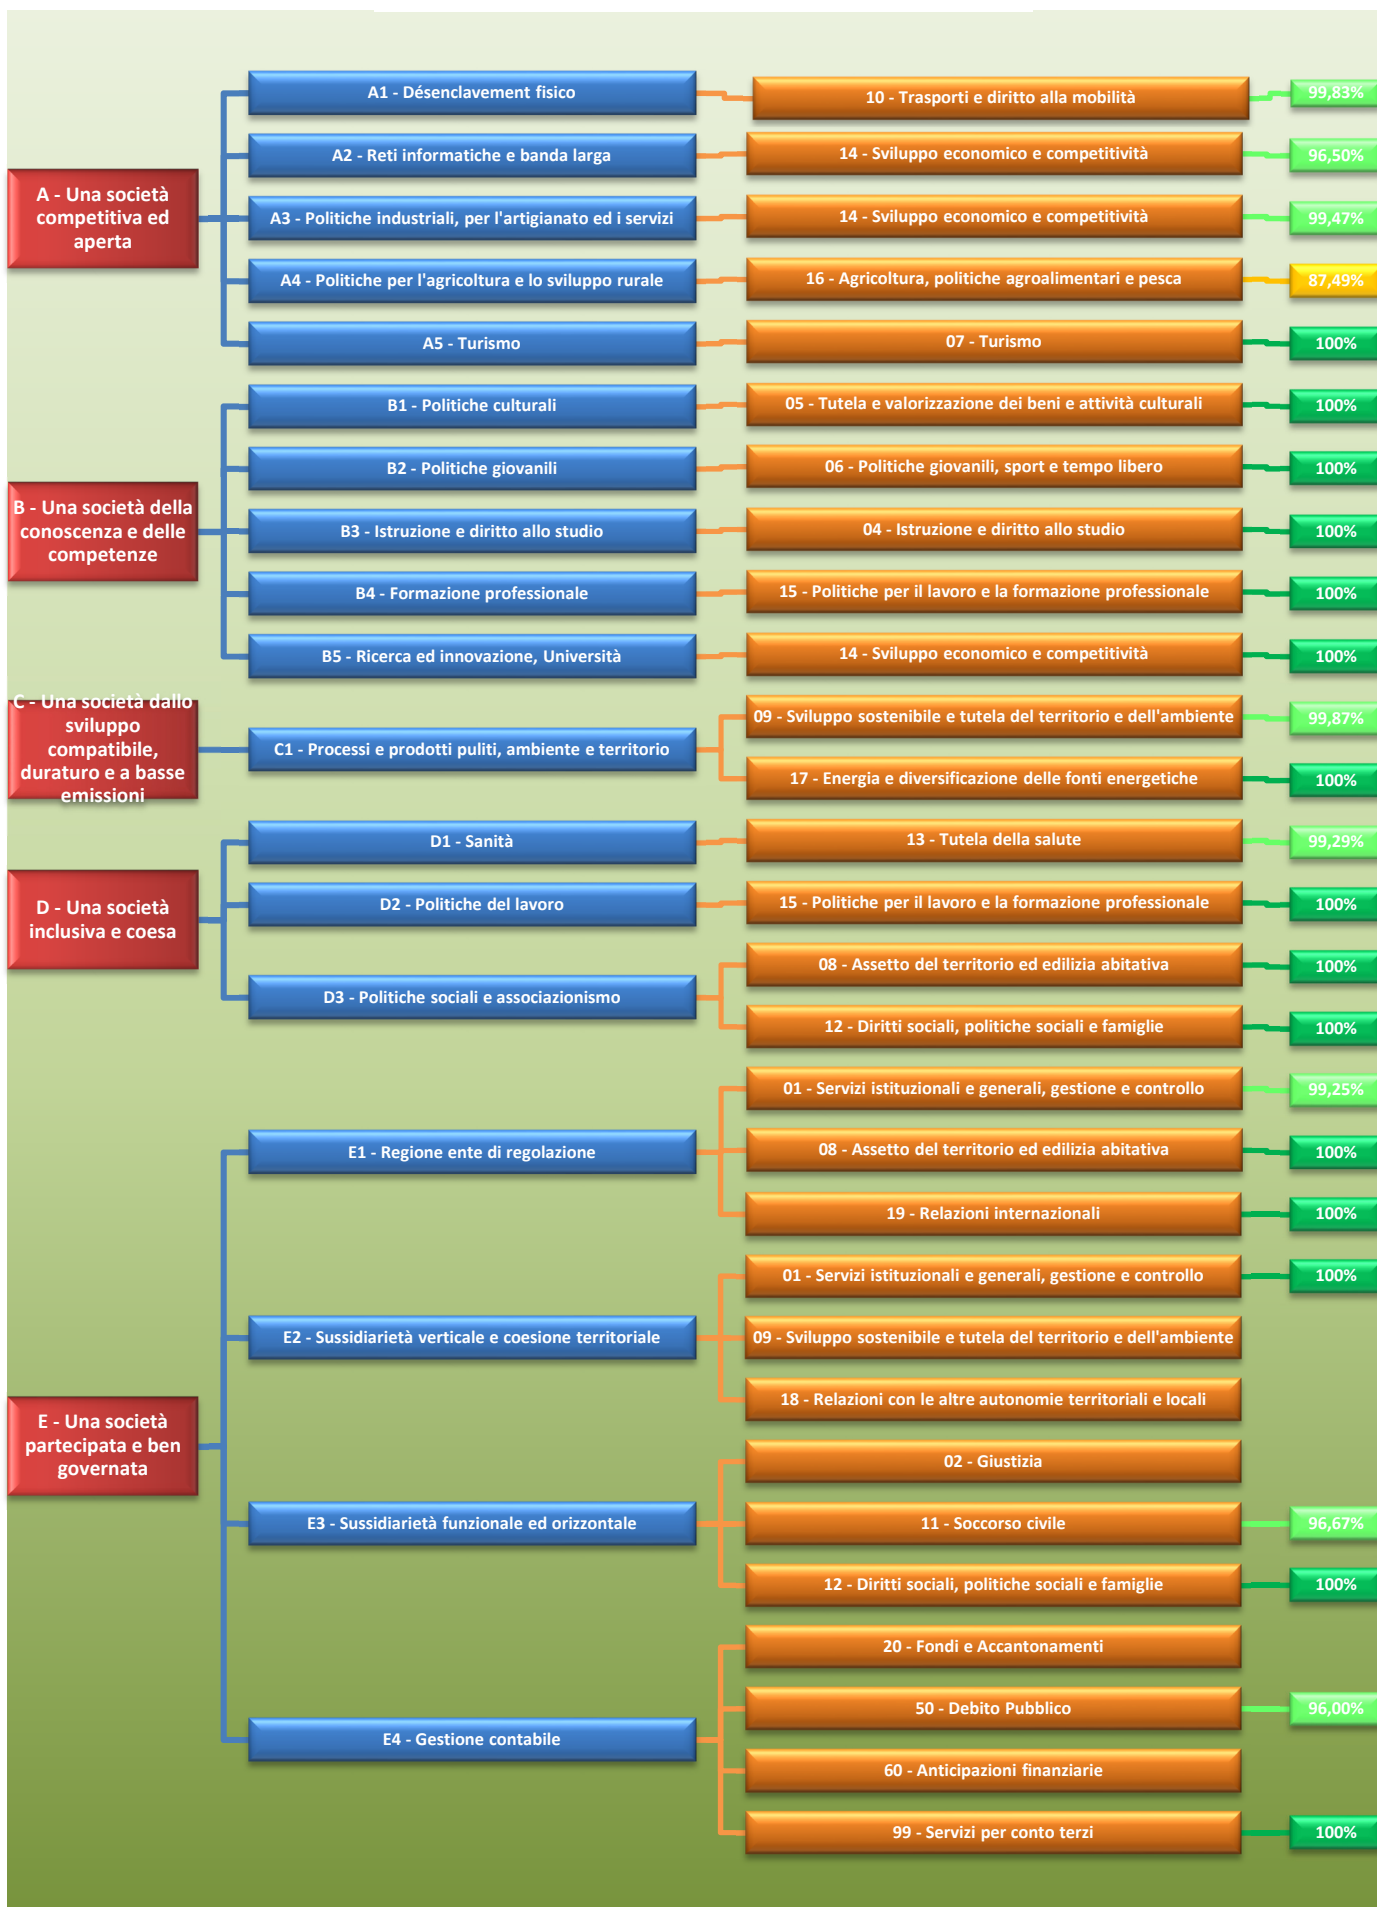 A - Una società
competitiva ed
aperta
A1 - Désenclavement fisico
10 - Trasporti e diritto alla mobilità
99,83%
A2 - Reti informatiche e banda larga
14 - Sviluppo economico e competitività
96,50%
A3 - Politiche industriali, per l'artigianato ed i servizi
14 - Sviluppo economico e competitività
99,47%
A4 - Politiche per l'agricoltura e lo sviluppo rurale
16 - Agricoltura, politiche agroalimentari e pesca
87,49%
A5 - Turismo
07 - Turismo
100%
B - Una società della
conoscenza e delle
competenze
B1 - Politiche culturali
05 - Tutela e valorizzazione dei beni e attività culturali
100%
B2 - Politiche giovanili
06 - Politiche giovanili, sport e tempo libero
100%
B3 - Istruzione e diritto allo studio
04 - Istruzione e diritto allo studio
100%
B4 - Formazione professionale
15 - Politiche per il lavoro e la formazione professionale
100%
B5 - Ricerca ed innovazione, Università
14 - Sviluppo economico e competitività
100%
C - Una società dallo
sviluppo
compatibile,
duraturo e a basse
emissioni
C1 - Processi e prodotti puliti, ambiente e territorio
09 - Sviluppo sostenibile e tutela del territorio e dell'ambiente
99,87%
17 - Energia e diversificazione delle fonti energetiche
100%
D - Una società
inclusiva e coesa
D1 - Sanità
13 - Tutela della salute
99,29%
D2 - Politiche del lavoro
15 - Politiche per il lavoro e la formazione professionale
100%
D3 - Politiche sociali e associazionismo
08 - Assetto del territorio ed edilizia abitativa
100%
12 - Diritti sociali, politiche sociali e famiglie
100%
E - Una società
partecipata e ben
governata
E1 - Regione ente di regolazione
01 - Servizi istituzionali e generali, gestione e controllo
99,25%
08 - Assetto del territorio ed edilizia abitativa
100%
19 - Relazioni internazionali
100%
E2 - Sussidiarietà verticale e coesione territoriale
01 - Servizi istituzionali e generali, gestione e controllo
100%
09 - Sviluppo sostenibile e tutela del territorio e dell'ambiente
18 - Relazioni con le altre autonomie territoriali e locali
E3 - Sussidiarietà funzionale ed orizzontale
02 - Giustizia
11 - Soccorso civile
96,67%
12 - Diritti sociali, politiche sociali e famiglie
100%
E4 - Gestione contabile
20 - Fondi e Accantonamenti
50 - Debito Pubblico
96,00%
60 - Anticipazioni finanziarie
99 - Servizi per conto terzi
100%